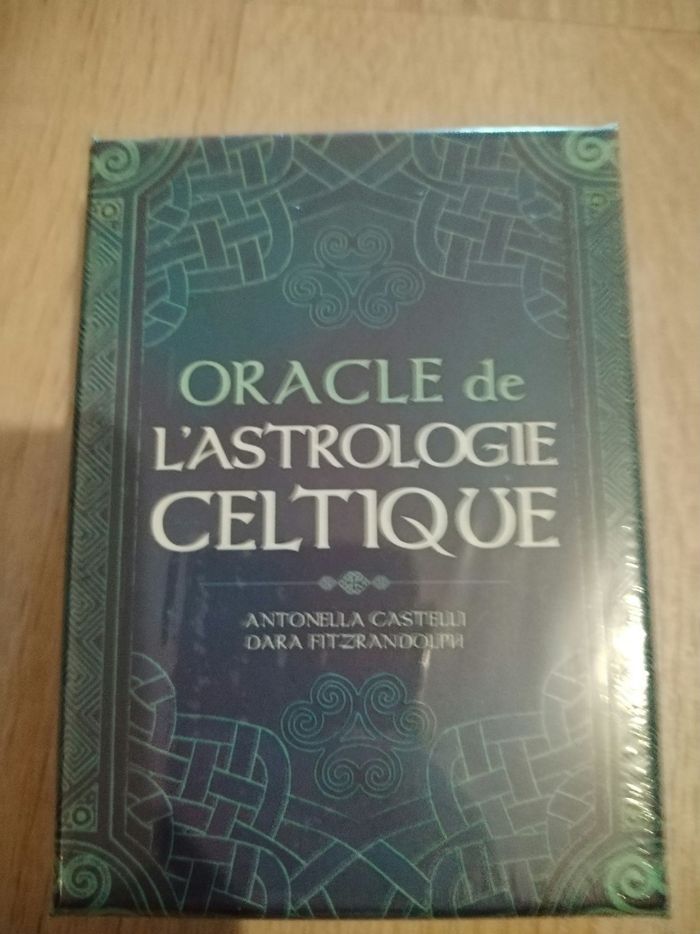 ORACLE de
L'ASTROLOGIE
CELTIQUE
ANTONELLA CASTELLI
DARA FITZRANDOLPH